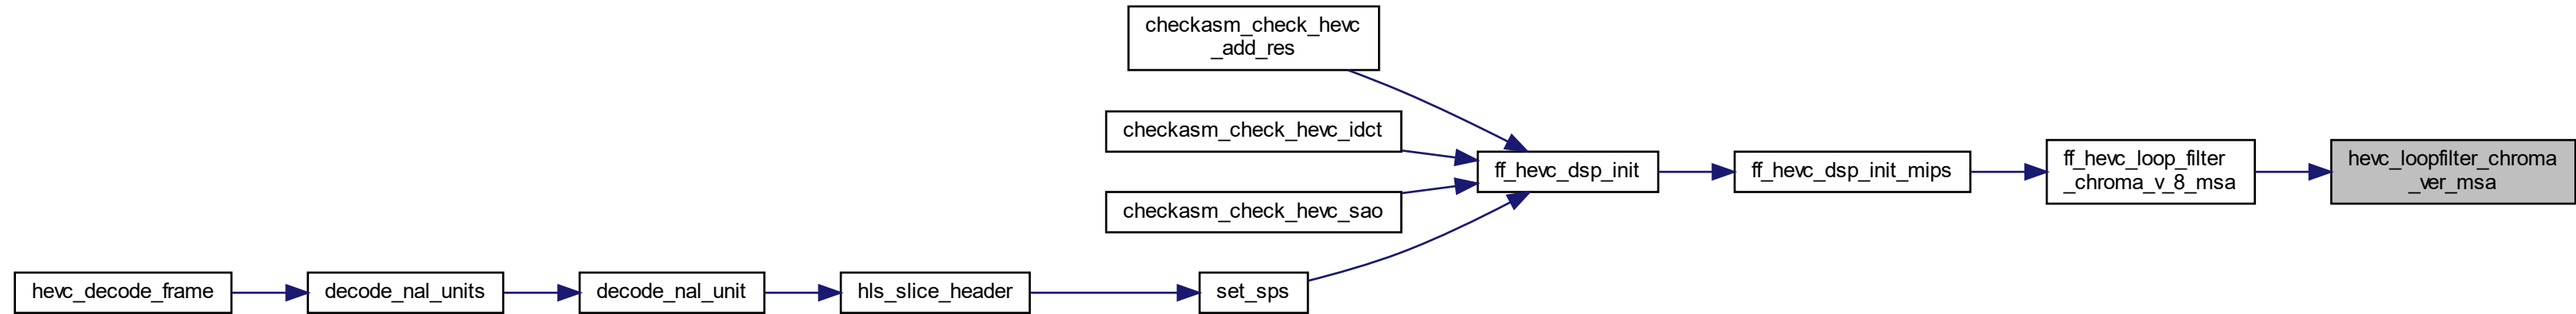 checkasm_check_hevc
_add_res
checkasm_check_hevc_idct
checkasm_check_hevc_sao
ff_hevc_dsp_init
ff_hevc_dsp_init_mips
ff_hevc_loop_filter
_chroma_v_8_msa
hevc_loopfilter_chroma
_ver_msa
hevc_decode_frame
decode_nal_units
decode_nal_unit
hls_slice_header
set_sps